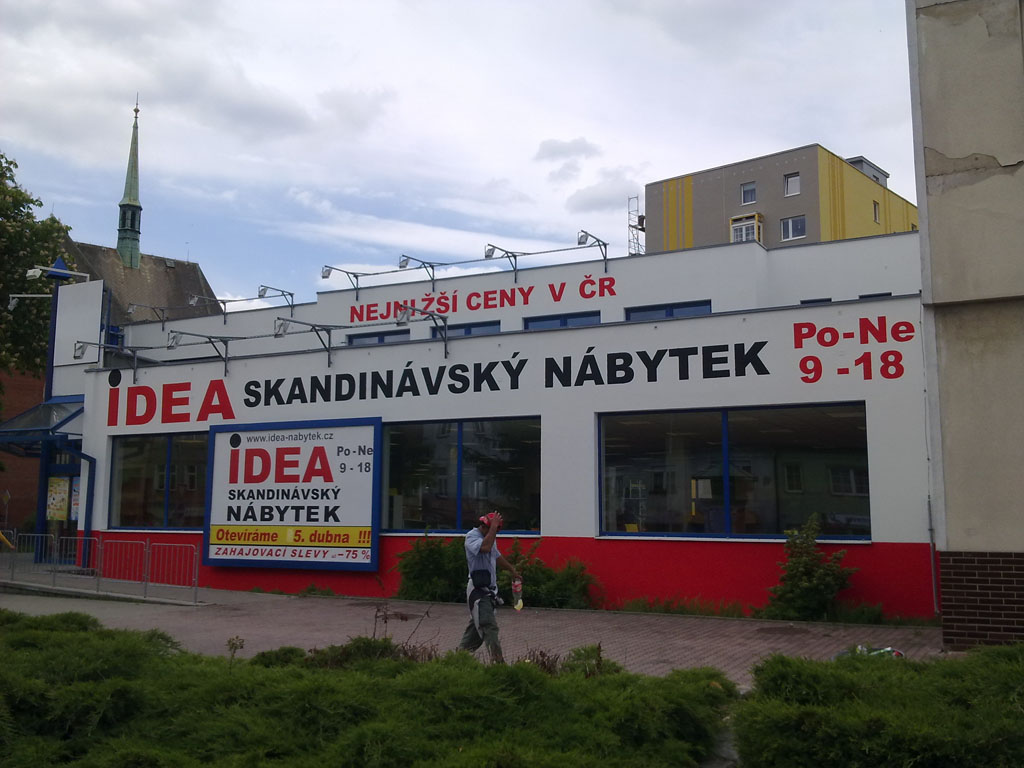 NEJNIŽŠÍ CENY V ČR
IDEA SKANDINÁVSKÝ NÁBYTEK
Po-Ne
9 -18
www.idea-nabytek.cz
IDEA
Po-Ne
9 - 18
SKANDINÁVSKÝ
NÁBYTEK
Otevíráme 5. dubna !!!
ZAHAJOVACÍ SLEVY až -75 %